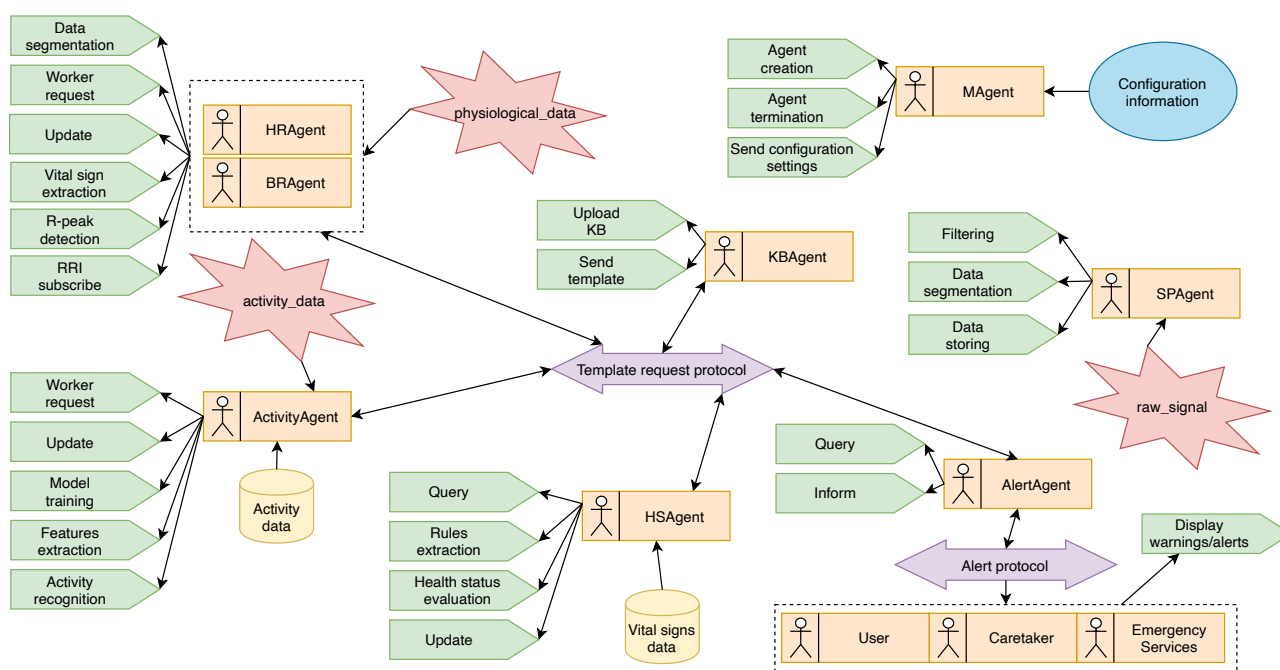 Data
segmentation
Worker
request
Update
Vital sign
extraction
R-peak
detection
RRI
subscribe
HRAgent
BRAgent
physiological_data
Agent
creation
Agent
termination
Send configuration
settings
MAgent
Configuration
information
Upload
KB
Send
template
KBAgent
Filtering
Data
segmentation
Data
storing
SPAgent
raw_signal
activity_data
Template request protocol
Worker
request
Update
Model
training
Features
extraction
Activity
recognition
ActivityAgent
Activity
data
Query
Rules
extraction
Health status
evaluation
Update
HSAgent
Vital signs
data
Query
Inform
AlertAgent
Display
warnings/alerts
Alert protocol
User
Caretaker
Emergency
Services